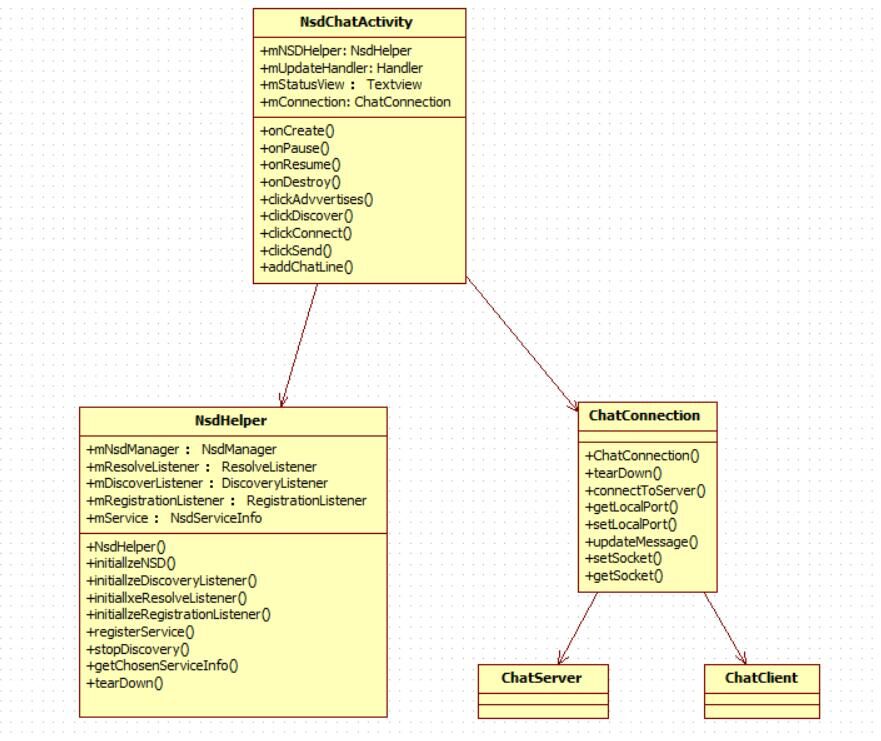 NsdChatActivity
+mNSDHelper: NsdHelper
+mUpdateHandler: Handler
+mStatusView : Textview
+mConnection: ChatConnection
+onCreate()
+onPause()
+onResume()
+onDestroy()
+clickAdvvertises()
+clickDiscover()
+clickConnect()
+clickSend()
+addChatLine()
NsdHelper
+mNsdManager : NsdManager
+mResolveListener : ResolveListener
+mDiscoverListener : DiscoveryListener
+mRegistrationListener : RegistrationListener
+mService : NsdServiceInfo
+NsdHelper()
+initiallzeNSD()
+initiallzeDiscoveryListener()
+initiallxeResolveListener()
+initiallzeRegistrationListener()
+registerService()
+stopDiscovery()
+getChosenServiceInfo()
+tearDown()
ChatConnection
+ChatConnection()
+tearDown()
+connectToServer()
+getLocalPort()
+setLocalPort()
+updateMessage()
+setSocket()
+getSocket()
ChatServer
ChatClient